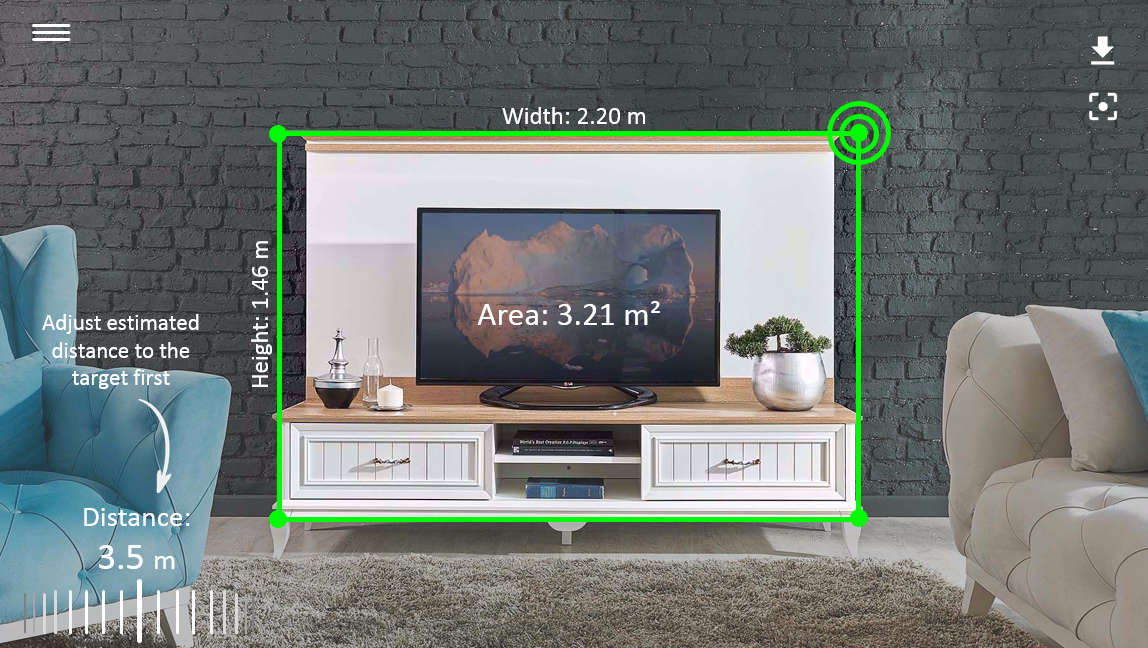 Width: 2.20 m
Height: 1.46 m
Area: 3.21 m²
Adjust estimated
distance to the
target first
LG
World's Best Creative P.O.P.Displays
Distance:
3.5 m